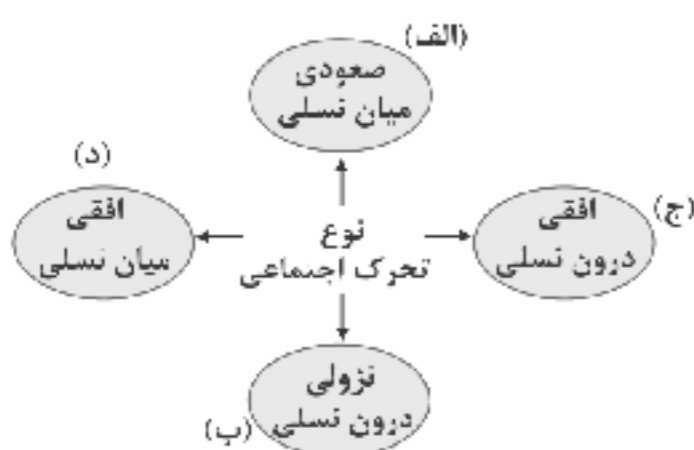 (الف)
صعودی
میان نسلی
(د)
افقی
میان نسلی
نوع
تحرک اجتماعی
(ج)
افقی
درون نسلی
نزولی
درون نسلی
(ب)